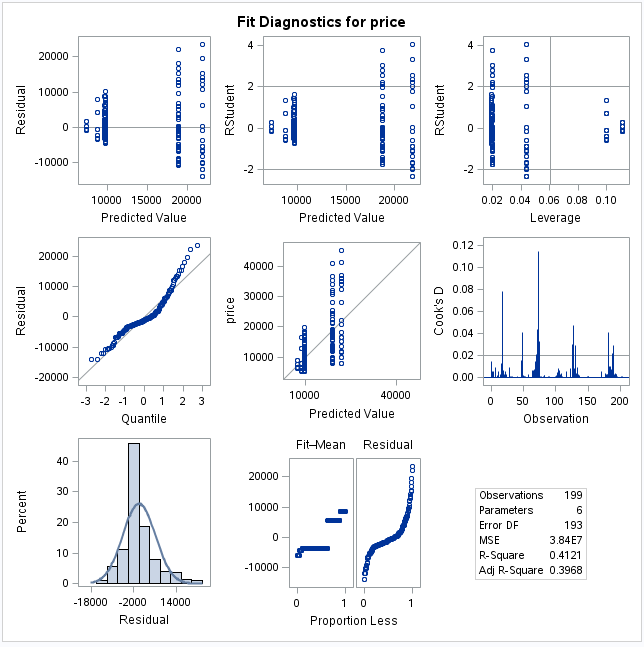 Fit Diagnostics for price
20000
10000
0
-10000
Residual
10000
15000
20000
Predicted Value
4
2
0
-2
RStudent
10000
15000
20000
Predicted Value
4
2
0
-2
RStudent
0.02
0.04
0.06
0.08
0.10
Leverage
20000
10000
0
-10000
-20000
Residual
-3
-2
-1
0
1
2
3
Quantile
40000
30000
20000
10000
price
10000
40000
Predicted Value
0.12
0.10
0.08
0.06
0.04
0.02
0.00
Cook's D
0
50
100
150
200
Observation
40
30
20
10
0
Percent
-18000
-2000
14000
Residual
Fit–Mean
Residual
20000
10000
0
-10000
0
1
0
1
Proportion Less
Observations 199
Parameters 6
Error DF 193
MSE 3.84E7
R-Square 0.4121
Adj R-Square 0.3968